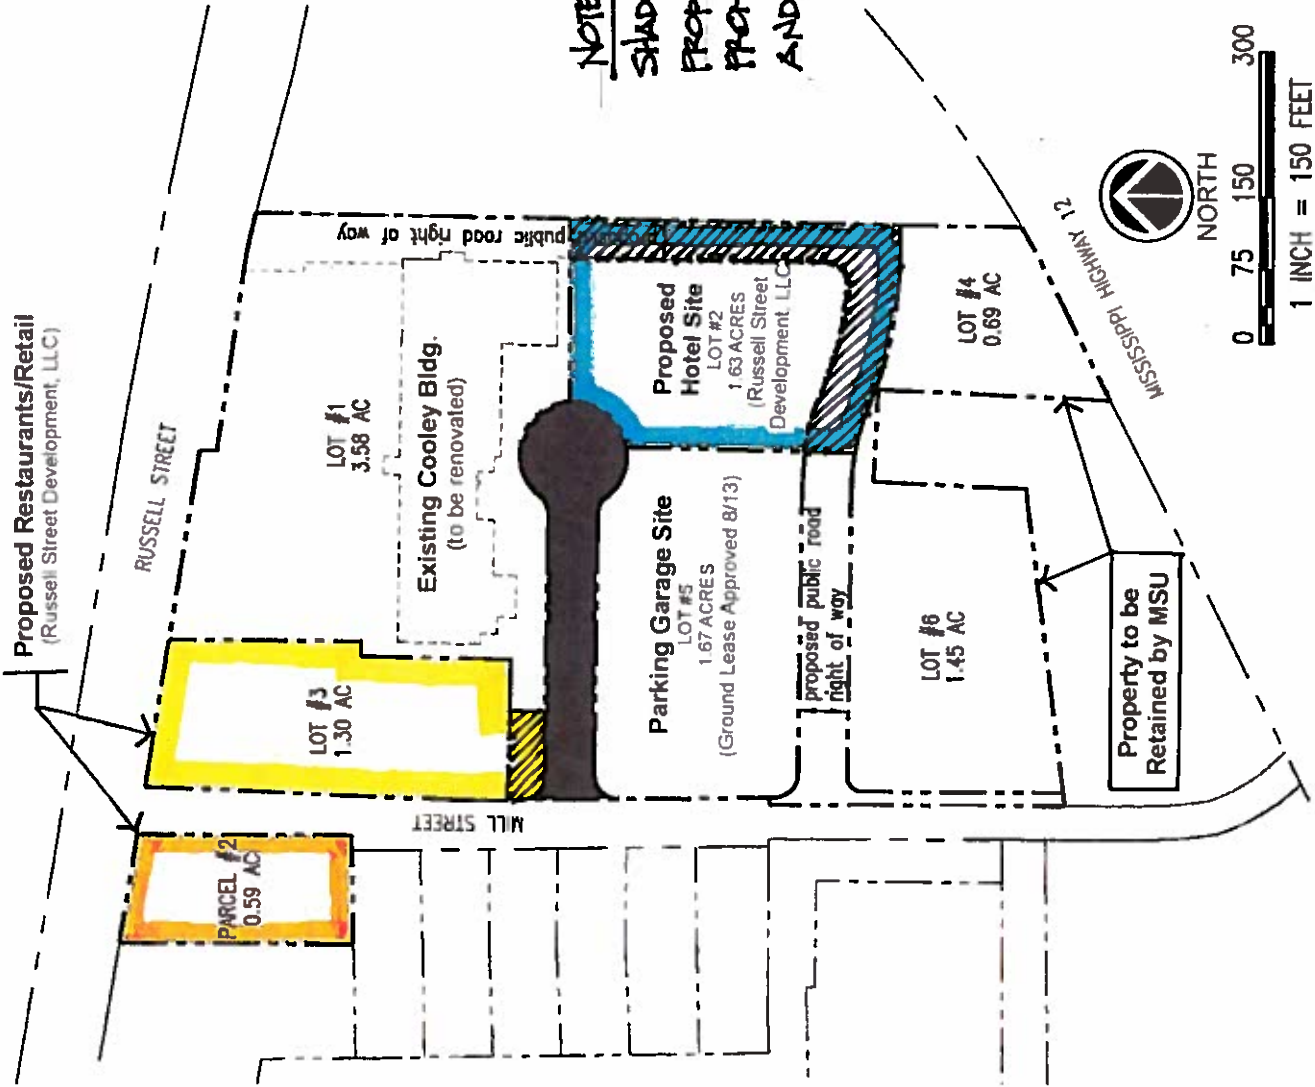 Proposed Restaurants/Retail
(Russell Street Development, LLC)
RUSSELL STREET
NOTE
SHAD
PROP
AND
LOT #1
3.58 AC
Existing Cooley Bldg.
(to be renovated)
public road right of way
LOT #3
1.30 AC
PARCEL #2
0.59 AC
MILL STREET
Proposed
Hotel Site
LOT #2
1.63 ACRES
(Russell Street
Development, LLC
Parking Garage Site
LOT #5
1.67 ACRES
(Ground Lease Approved 8/13)
proposed public road
right of way
LOT #4
0.69 AC
LOT #6
1.45 AC
Property to be
Retained by MSU
MISSISSIPPI HIGHWAY 12
NORTH
0 75 150 300
1 INCH = 150 FEET